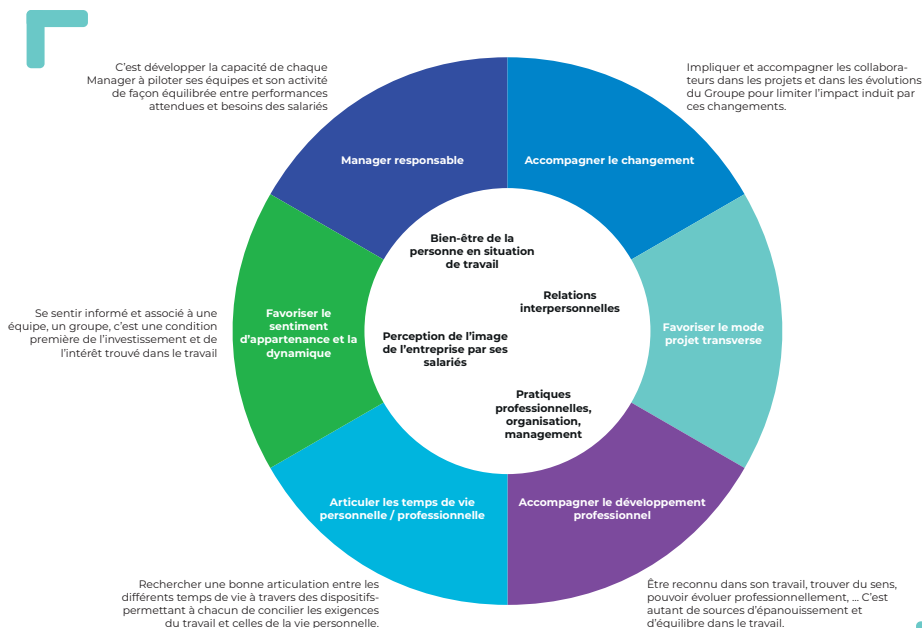 C'est développer la capacité de chaque
Manager à piloter ses équipes et son activité
de façon équilibrée entre performances
attendues et besoins des salariés
Impliquer et accompagner les collabora-
teurs dans les projets et dans les évolutions
du Groupe pour limiter l'impact induit par
ces changements.
Manager responsable
Accompagner le changement
Bien-être de la
personne en situation
de travail
Relations
interpersonnelles
Se sentir informé et associé à une
équipe, un groupe, c'est une condition
première de l'investissement et de
l'intérêt trouvé dans le travail
Favoriser le
sentiment
d'appartenance et la
dynamique
Perception de l'image
de l'entreprise par ses
salariés
Favoriser le mode
projet transverse
Pratiques
professionnelles,
organisation,
management
Articuler les temps de vie
personnelle / professionnelle
Accompagner le développement
professionnel
Rechercher une bonne articulation entre les
différents temps de vie à travers des dispositifs-
permettant à chacun de concilier les exigences
du travail et celles de la vie personnelle.
Être reconnu dans son travail, trouver du sens,
pouvoir évoluer professionnellement, ... C'est
autant de sources d'épanouissement et
d'équilibre dans le travail.